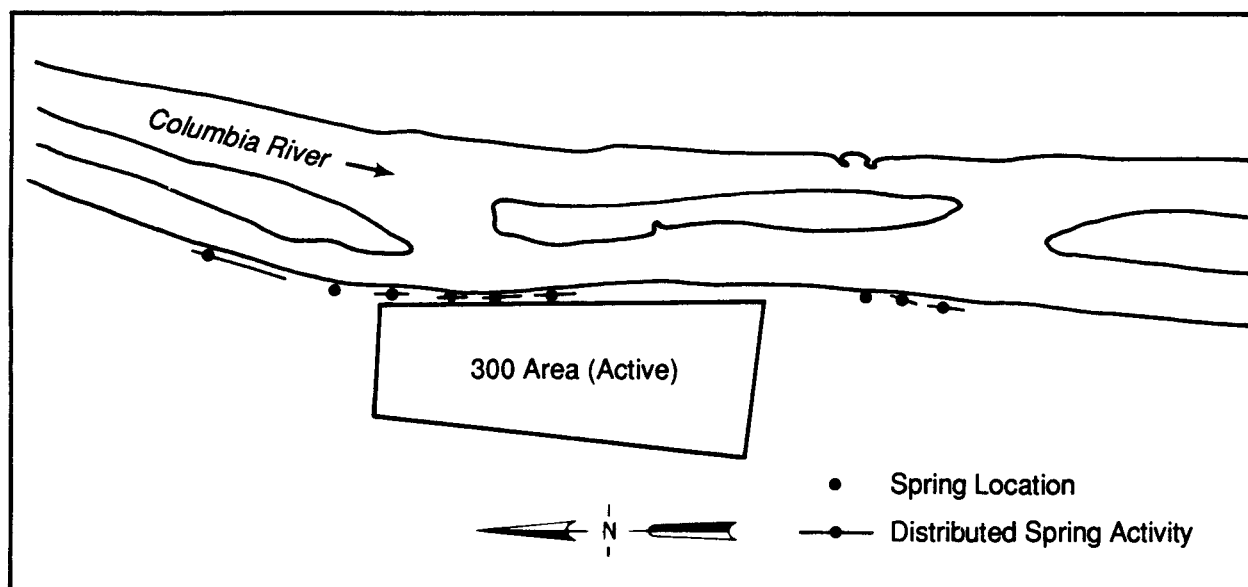 Columbia River
300 Area (Active)
Spring Location
N
Distributed Spring Activity